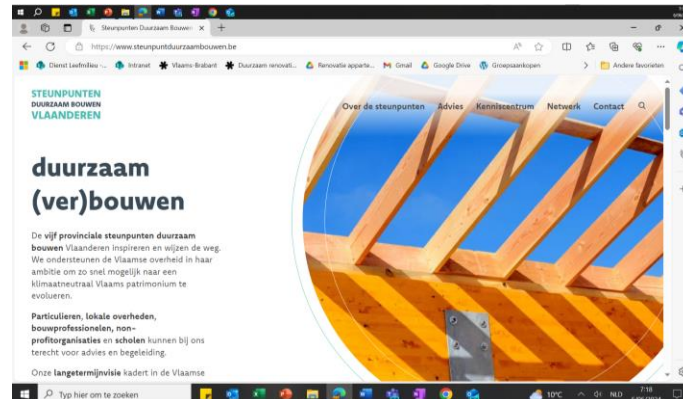 Steunpunten Duurzaam Bouwen
https://www.steunpuntduurzaambouwen.be
Dienst Leefmilieu -... Intranet Vlaams-Brabant Duurzaam renovati... Renovatie apparte... Gmail Google Drive Groepsaankopen Andere favorieten
STEUNPUNTEN
DUURZAAM BOUWEN
VLAANDEREN
Over de steunpunten Advies Kenniscentrum Netwerk Contact
duurzaam
(ver)bouwen
De vijf provinciale steunpunten duurzaam
bouwen Vlaanderen inspireren en wijzen de weg.
We ondersteunen de Vlaamse overheid in haar
ambitie om zo snel mogelijk naar een
klimaatneutraal Vlaams patrimonium te
evolueren.
Particulieren, lokale overheden,
bouwprofessionelen, non-
profitorganisaties en scholen kunnen bij ons
terecht voor advies en begeleiding.
Onze langetermijnvisie kadert in de Vlaamse
Typ hier om te zoeken
10°C
NLD
7:18